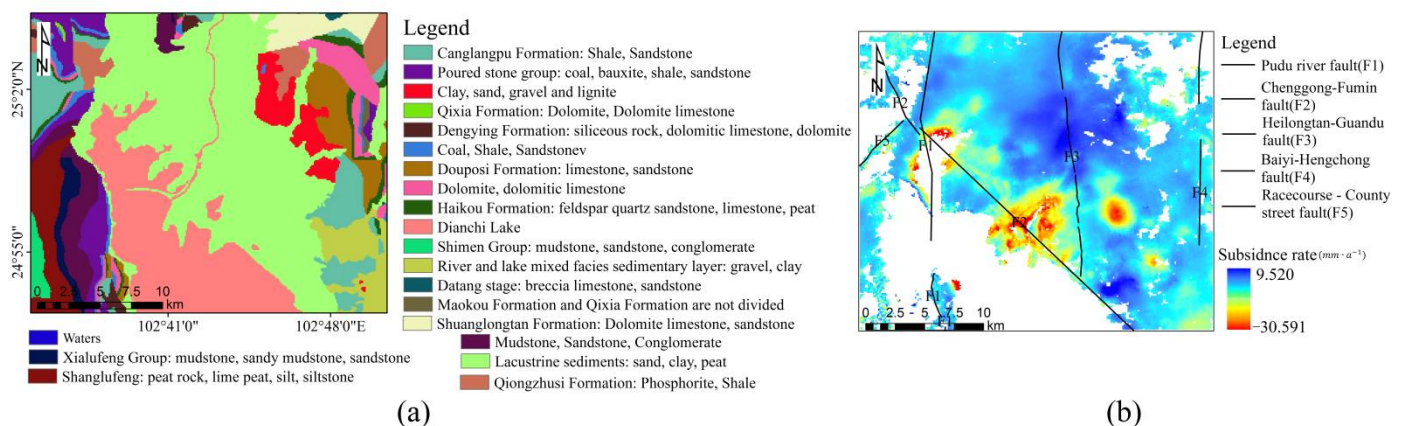 N
25°2'0"N
24°55'0"N
0 2.5 5 10
km
102°41'0"
102°48'0"E
Legend
Canglangpu Formation: Shale, Sandstone
Poured stone group: coal, bauxite, shale, sandstone
Clay, sand, gravel and lignite
Qixia Formation: Dolomite, Dolomite limestone
Dengying Formation: siliceous rock, dolomitic limestone, dolomite
Coal, Shale, Sandstonev
Douposi Formation: limestone, sandstone
Dolomite, dolomitic limestone
Haikou Formation: feldspar quartz sandstone, limestone, peat
Dianchi Lake
Shimen Group: mudstone, sandstone, conglomerate
River and lake mixed facies sedimentary layer: gravel, clay
Datang stage: breccia limestone, sandstone
Maokou Formation and Qixia Formation are not divided
Shuanglongtan Formation: Dolomite limestone, sandstone
Mudstone, Sandstone, Conglomerate
Lacustrine sediments: sand, clay, peat
Qiongzhusi Formation: Phosphorite, Shale
Waters
Xialufeng Group: mudstone, sandy mudstone, sandstone
Shanglufeng: peat rock, lime peat, silt, siltstone
(a)
N
F2
F5
F1
F3
F4
F2
F1
F1
0 2.5 5 10
km
Legend
Pudu river fault(F1)
Chenggong-Fumin
fault(F2)
Heilongtan-Guandu
fault(F3)
Baiyi-Hengchong
fault(F4)
Racecourse - County
street fault(F5)
Subsidnce rate(mm·a⁻¹)
9.520
−30.591
(b)